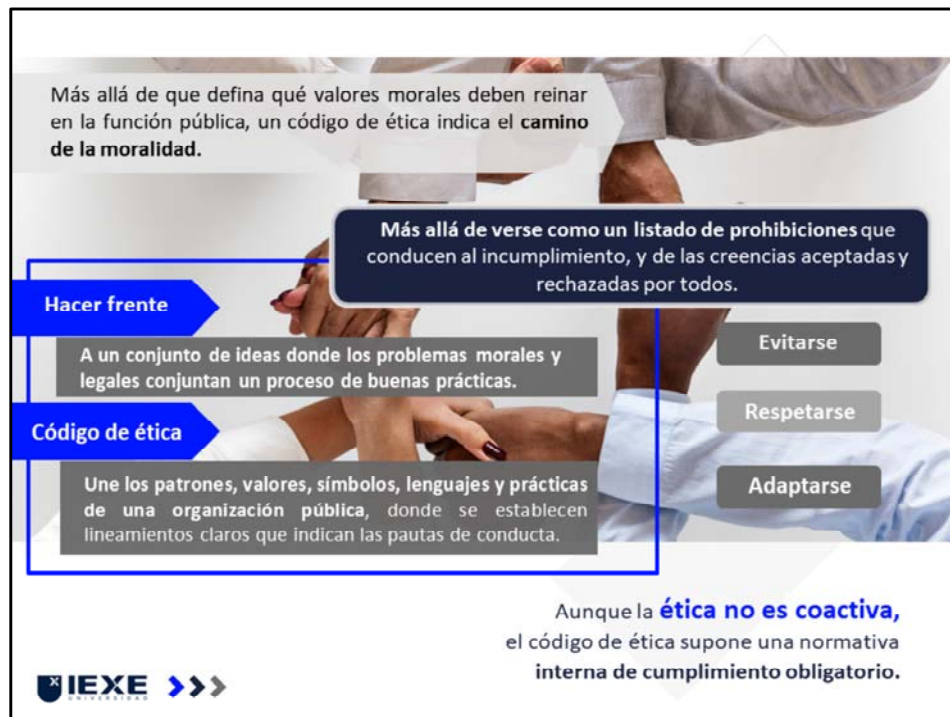 Más allá de que defina qué valores morales deben reinar
en la función pública, un código de ética indica el camino
de la moralidad.
Más allá de verse como un listado de prohibiciones que
conducen al incumplimiento, y de las creencias aceptadas y
rechazadas por todos.
Hacer frente
A un conjunto de ideas donde los problemas morales y
legales conjuntan un proceso de buenas prácticas.
Código de ética
Une los patrones, valores, símbolos, lenguajes y prácticas
de una organización pública, donde se establecen
lineamientos claros que indican las pautas de conducta.
Evitarse
Respetarse
Adaptarse
Aunque la ética no es coactiva,
el código de ética supone una normativa
interna de cumplimiento obligatorio.
IEXE
UNIVERSIDAD